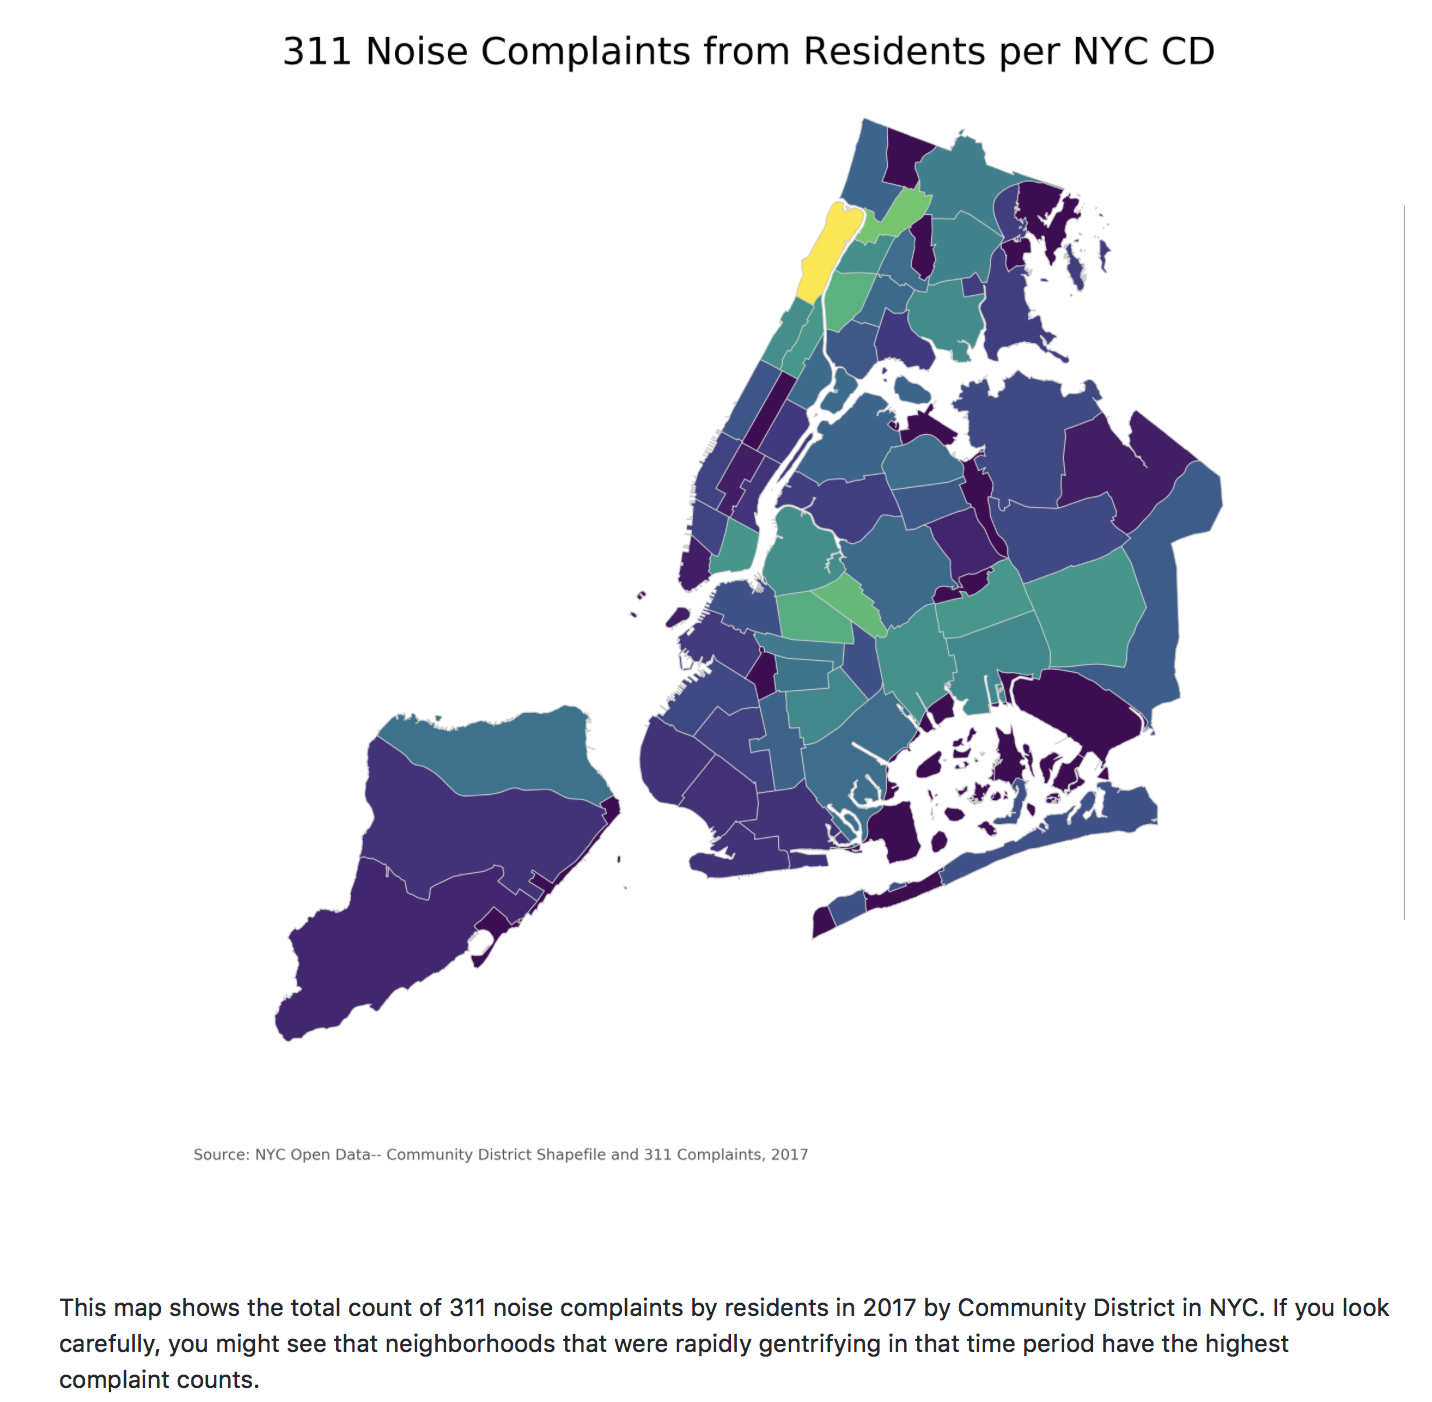 311 Noise Complaints from Residents per NYC CD
Source: NYC Open Data-- Community District Shapefile and 311 Complaints, 2017
This map shows the total count of 311 noise complaints by residents in 2017 by Community District in NYC. If you look
carefully, you might see that neighborhoods that were rapidly gentrifying in that time period have the highest
complaint counts.